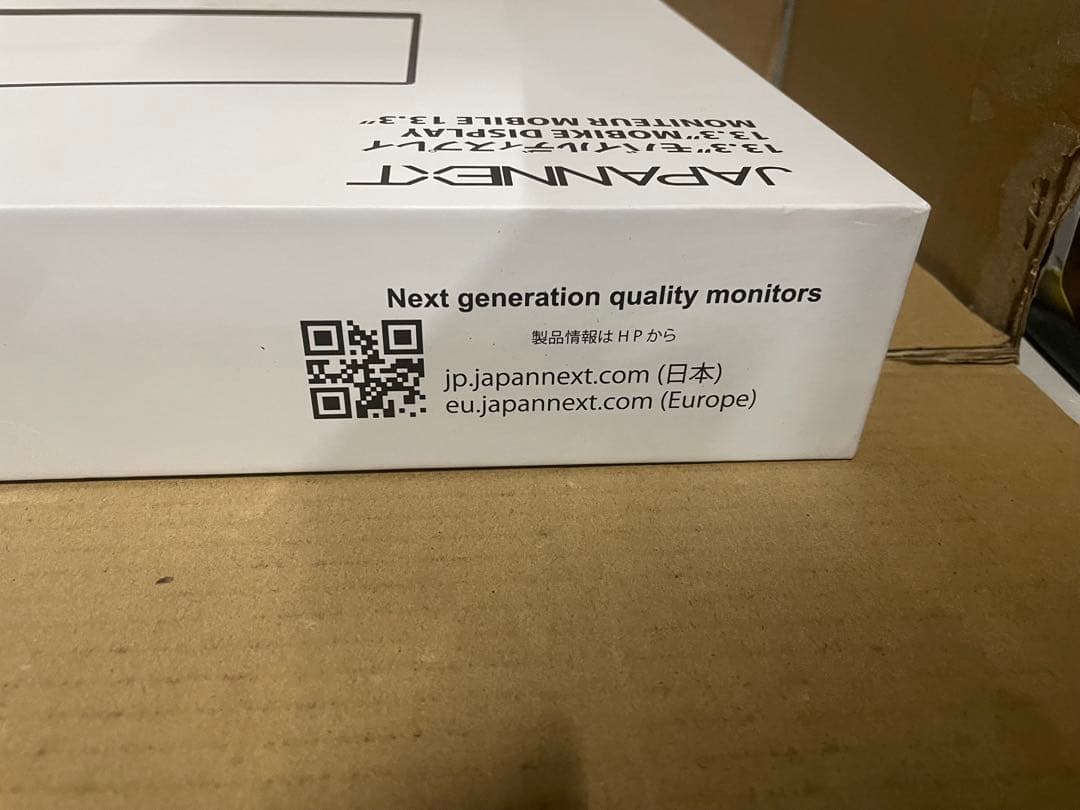 JAPANNEXT
13.3"モバイルディスプレイ
13.3" MOBIKE DISPLAY
MONITEUR MOBILE 13.3"
Next generation quality monitors
製品情報はHPから
jp.japannext.com (日本)
eu.japannext.com (Europe)